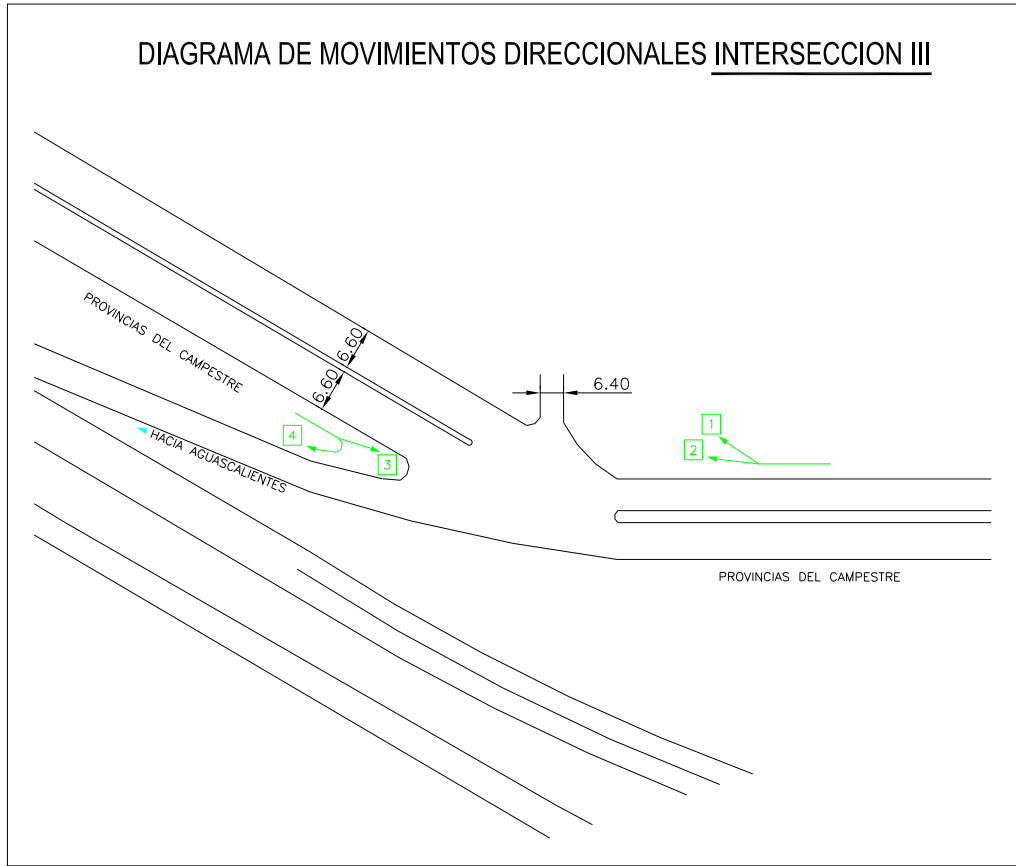 DIAGRAMA DE MOVIMIENTOS DIRECCIONALES INTERSECCION III
PROVINCIAS DEL CAMPESTRE
6.60
6.60
6.40
1
2
4
3
HACIA AGUASCALIENTES
PROVINCIAS DEL CAMPESTRE